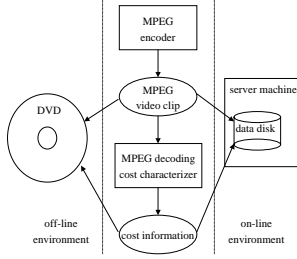 MPEG
encoder
MPEG
video clip
DVD
server machine
data disk
MPEG decoding
cost characterizer
off-line
environment
cost information
on-line
environment